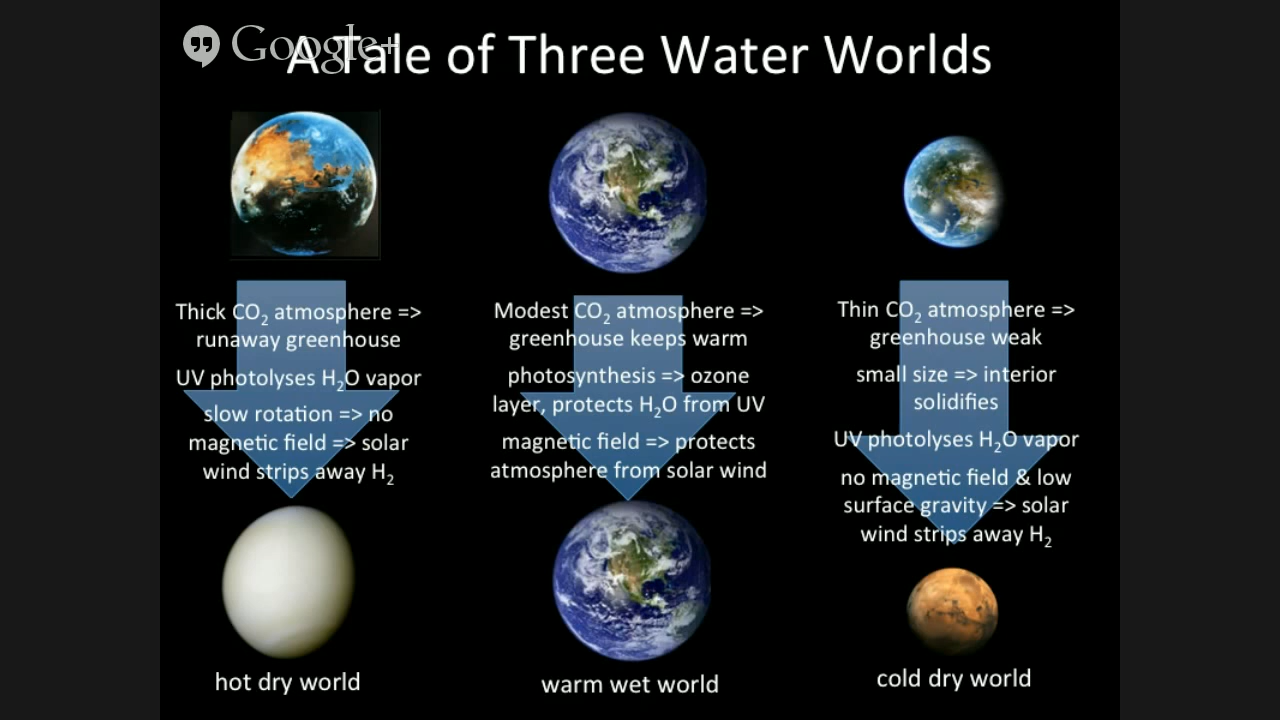 Google+
A Tale of Three Water Worlds
Thick CO₂ atmosphere =>
runaway greenhouse
UV photolyses H₂O vapor
slow rotation => no
magnetic field => solar
wind strips away H₂
hot dry world
Modest CO₂ atmosphere =>
greenhouse keeps warm
photosynthesis => ozone
layer, protects H₂O from UV
magnetic field => protects
atmosphere from solar wind
warm wet world
Thin CO₂ atmosphere =>
greenhouse weak
small size => interior
solidifies
UV photolyses H₂O vapor
no magnetic field & low
surface gravity => solar
wind strips away H₂
cold dry world